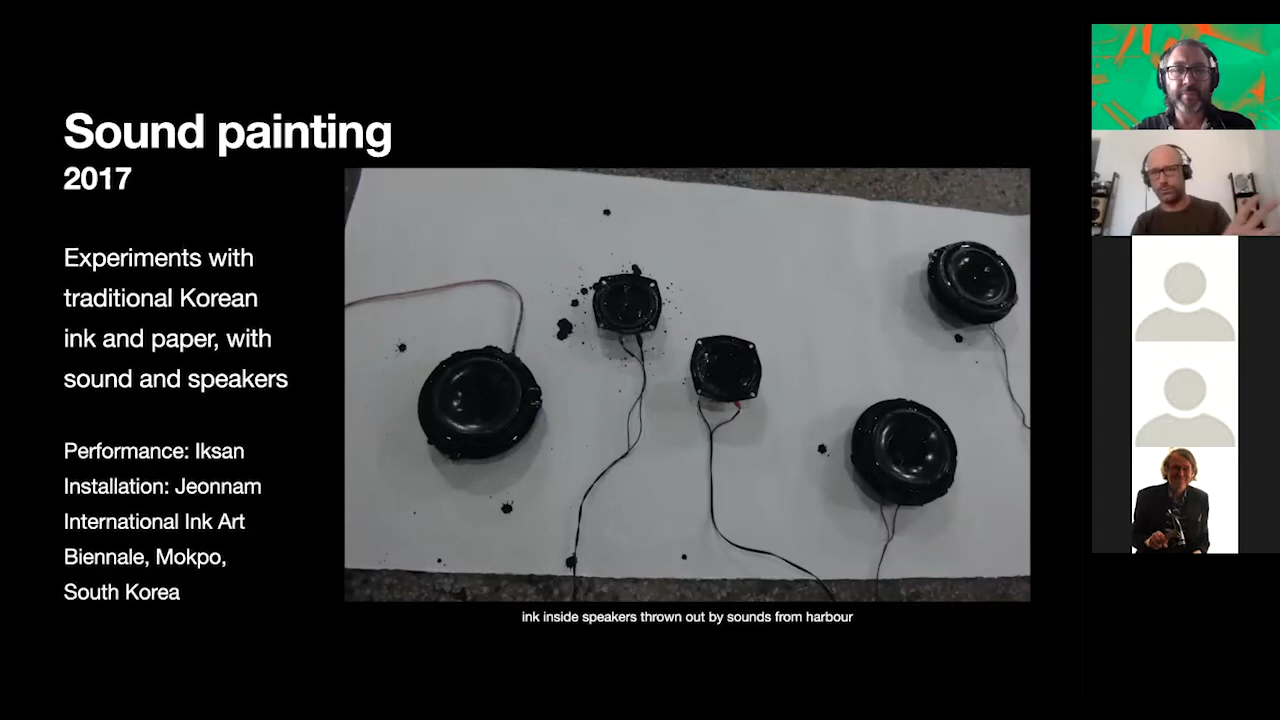 Sound painting
2017
Experiments with
traditional Korean
ink and paper, with
sound and speakers
Performance: Iksan
Installation: Jeonnam
International Ink Art
Biennale, Mokpo,
South Korea
ink inside speakers thrown out by sounds from harbour